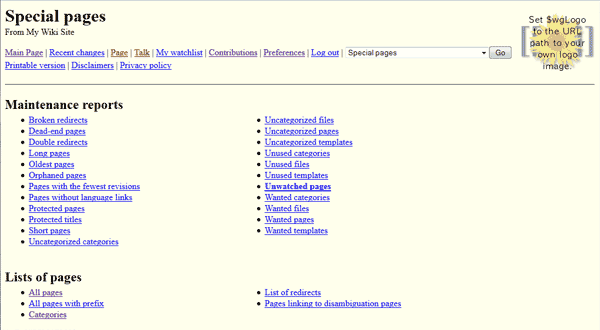 Special pages
From My Wiki Site
Set $wgLogo
to the URL
path to your
own logo
image.
Main Page | Recent changes | Page | Talk | My watchlist | Contributions | Preferences | Log out | Special pages Go
Printable version | Disclaimers | Privacy policy
Maintenance reports
Broken redirects
Dead-end pages
Double redirects
Long pages
Oldest pages
Orphaned pages
Pages with the fewest revisions
Pages without language links
Protected pages
Protected titles
Short pages
Uncategorized categories
Uncategorized files
Uncategorized pages
Uncategorized templates
Unused categories
Unused files
Unused templates
Unwatched pages
Wanted categories
Wanted files
Wanted pages
Wanted templates
Lists of pages
All pages
All pages with prefix
Categories
List of redirects
Pages linking to disambiguation pages